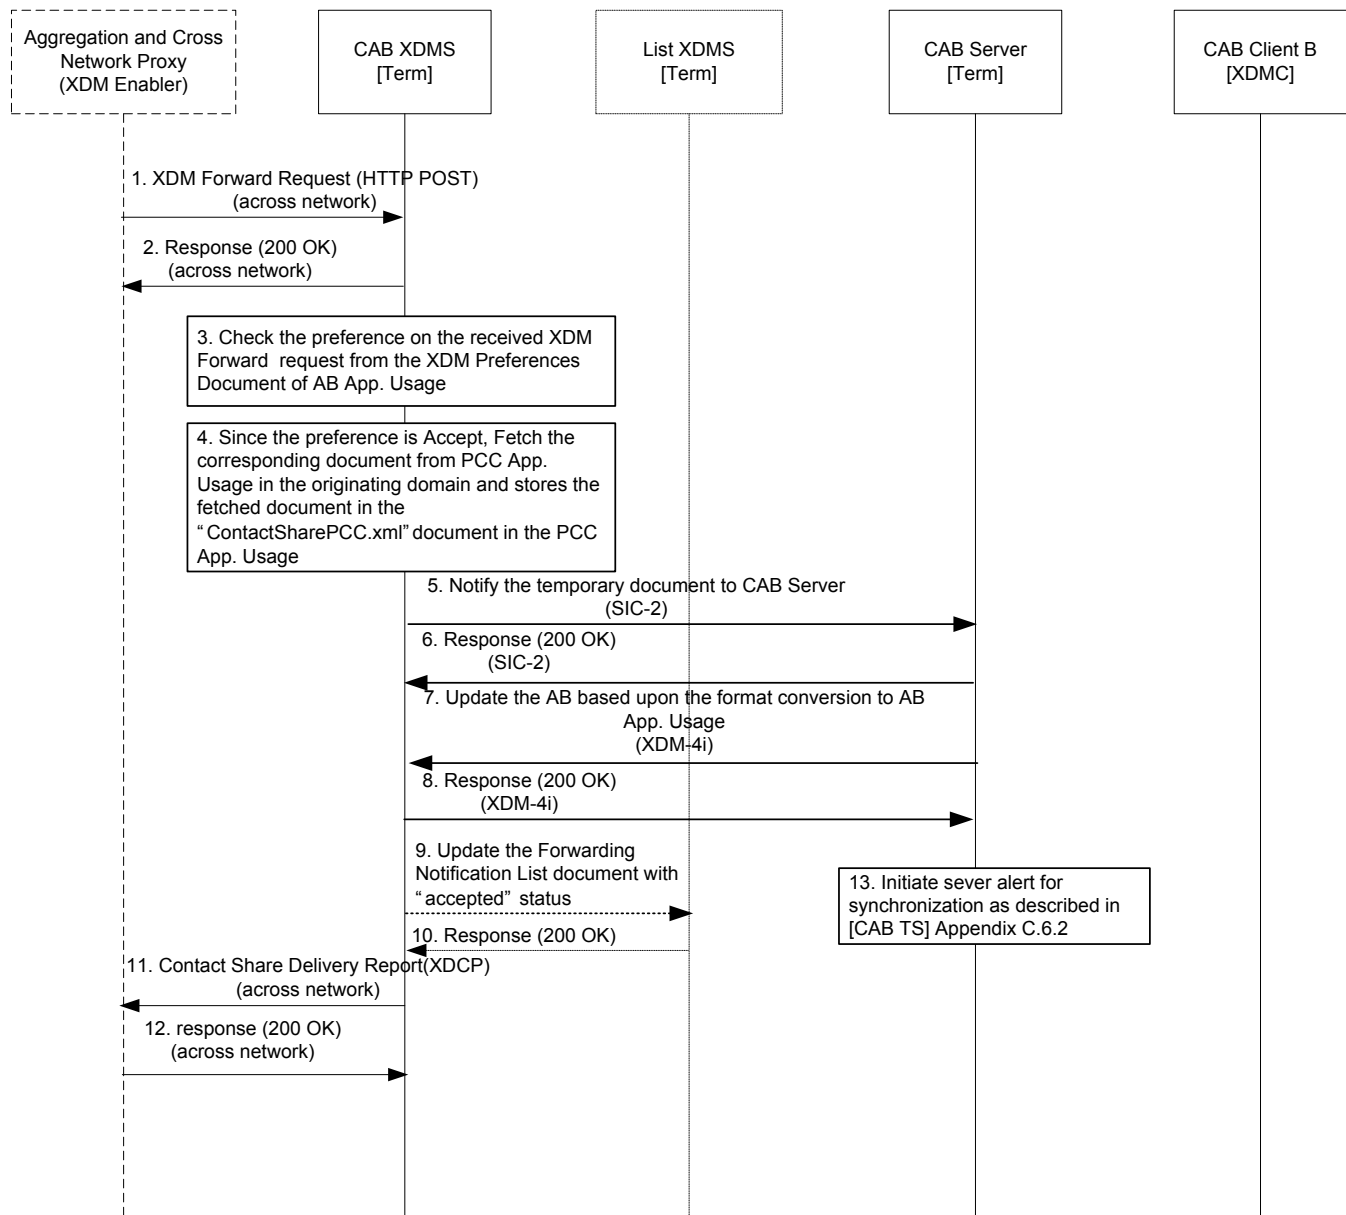 Aggregation and Cross
Network Proxy
(XDM Enabler)
CAB XDMS
[Term]
List XDMS
[Term]
CAB Server
[Term]
CAB Client B
[XDMC]
1. XDM Forward Request (HTTP POST)
(across network)
2. Response (200 OK)
(across network)
3. Check the preference on the received XDM
Forward  request from the XDM Preferences
Document of AB App. Usage
4. Since the preference is Accept, Fetch the
corresponding document from PCC App.
Usage in the originating domain and stores the
fetched document in the
“ContactSharePCC.xml” document in the PCC
App. Usage
5. Notify the temporary document to CAB Server
(SIC-2)
6. Response (200 OK)
(SIC-2)
7. Update the AB based upon the format conversion to AB
App. Usage
(XDM-4i)
8. Response (200 OK)
(XDM-4i)
9. Update the Forwarding
Notification List document with
“accepted” status
13. Initiate sever alert for
synchronization as described in
[CAB TS] Appendix C.6.2
10. Response (200 OK)
11. Contact Share Delivery Report(XDCP)
(across network)
12. response (200 OK)
(across network)